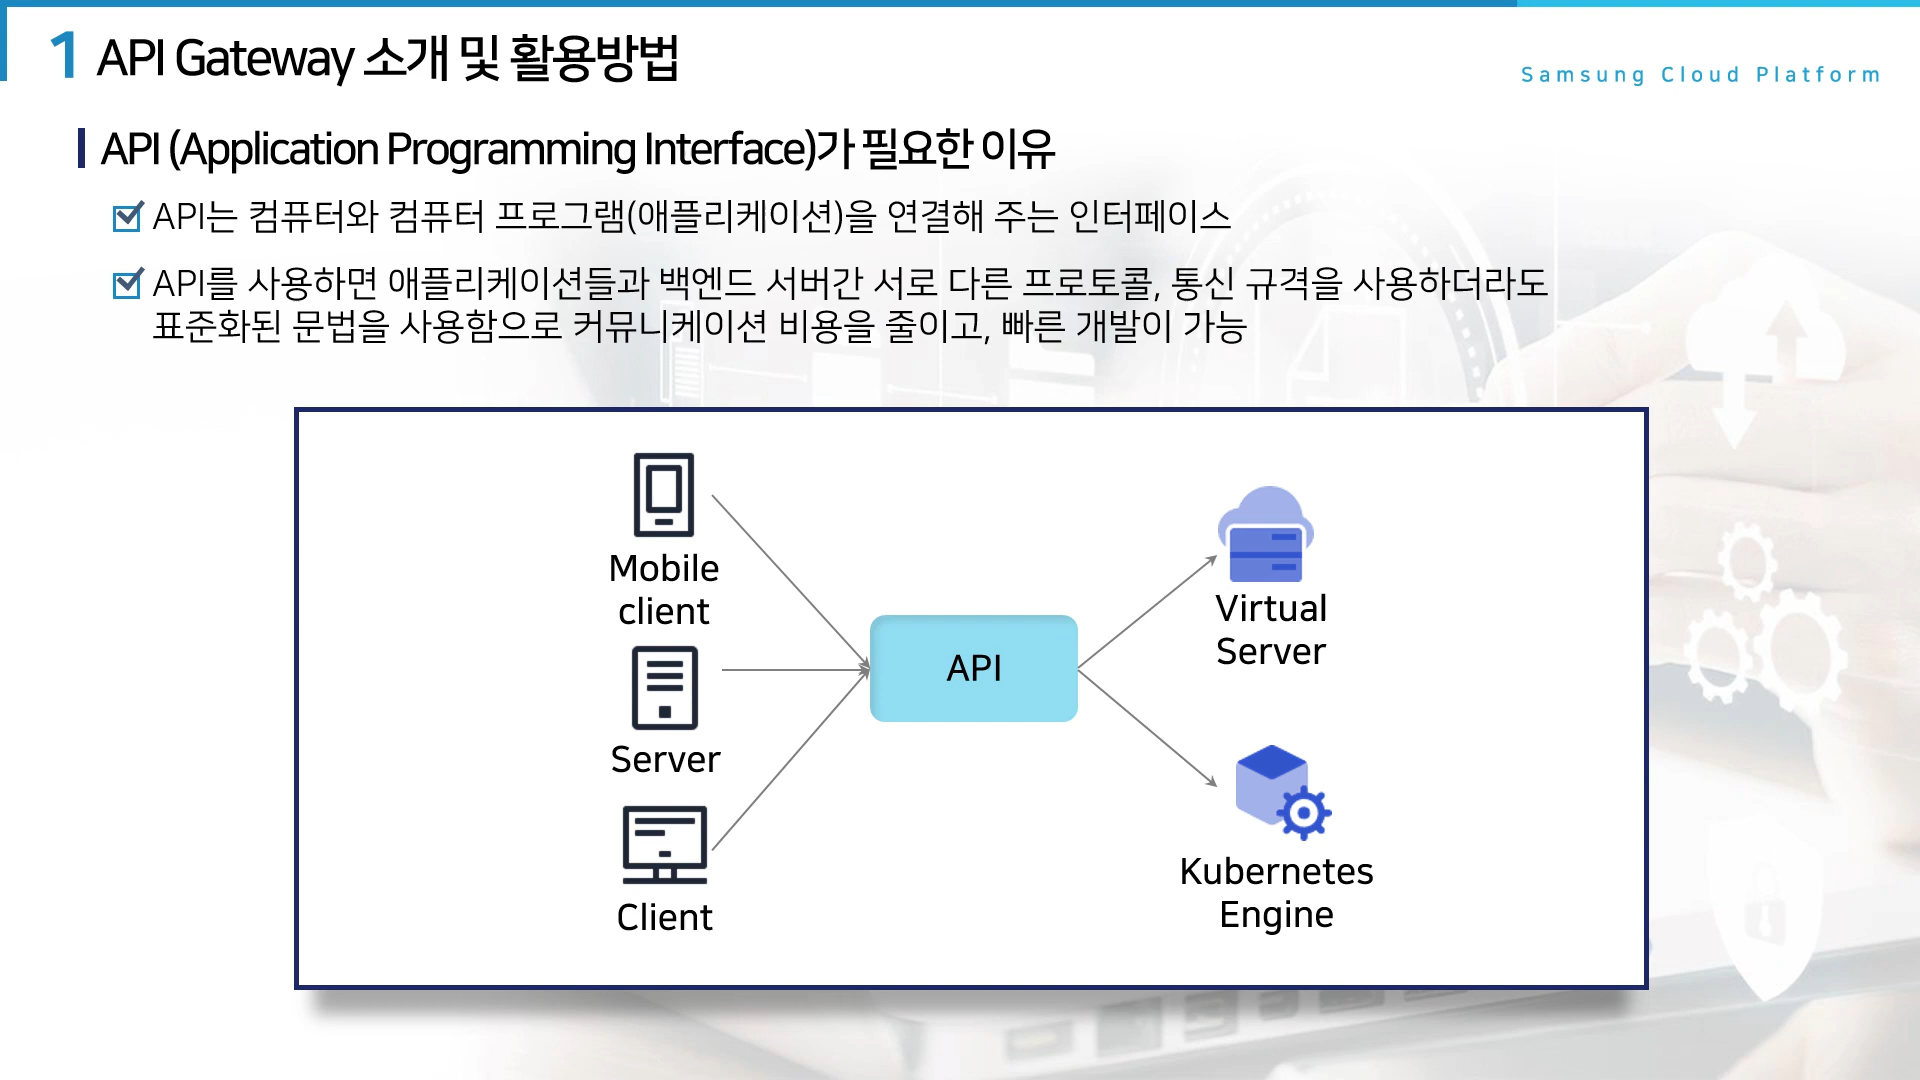 1 API Gateway 소개 및 활용방법
Samsung Cloud Platform
API (Application Programming Interface)가 필요한 이유
API는 컴퓨터와 컴퓨터 프로그램(애플리케이션)을 연결해 주는 인터페이스
API를 사용하면 애플리케이션들과 백엔드 서버간 서로 다른 프로토콜, 통신 규격을 사용하더라도
표준화된 문법을 사용함으로 커뮤니케이션 비용을 줄이고, 빠른 개발이 가능
Mobile
client
Server
Client
API
Virtual
Server
Kubernetes
Engine